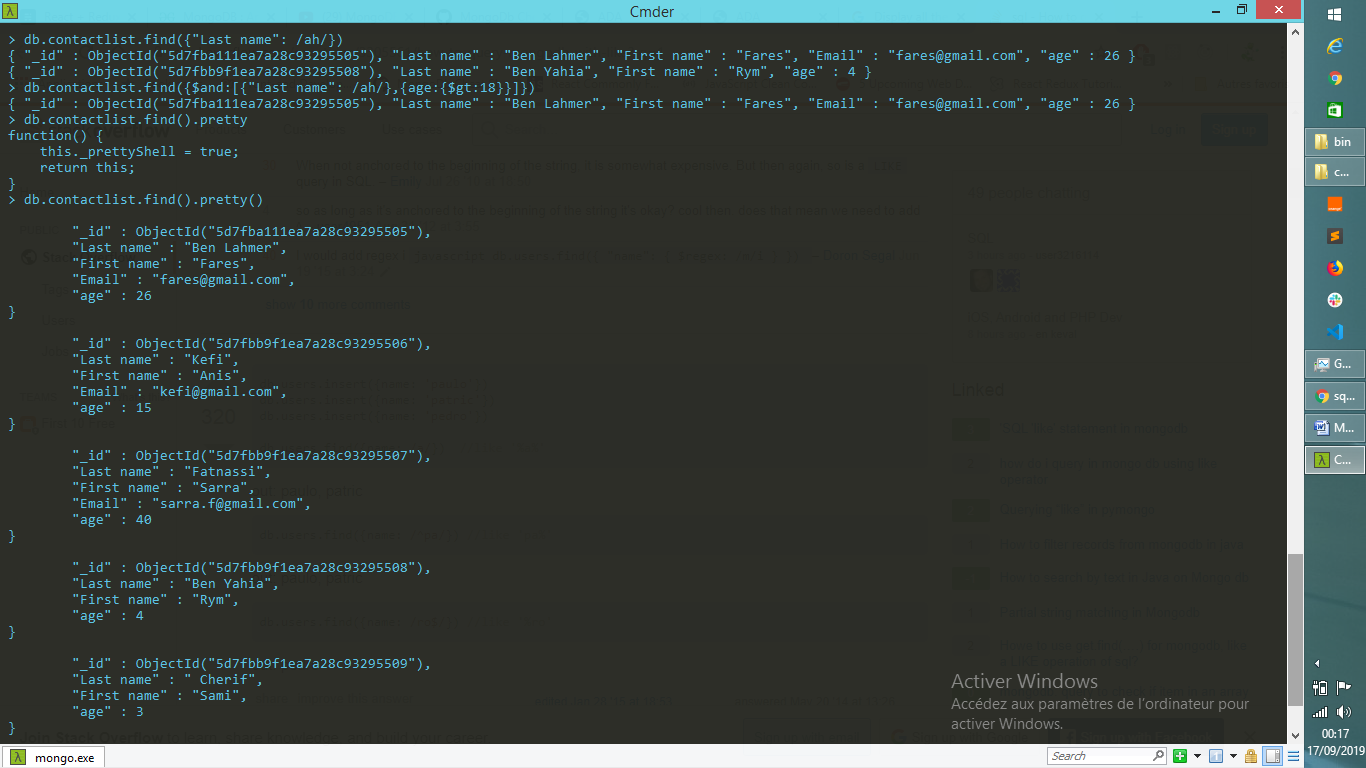 Cmder
> db.contactlist.find({"Last name": /ah/})
{ "_id" : ObjectId("5d7fba111ea7a28c93295505"), "Last name" : "Ben Lahmer", "First name" : "Fares", "Email" : "fares@gmail.com", "age" : 26 }
{ "_id" : ObjectId("5d7fbb9f1ea7a28c93295508"), "Last name" : "Ben Yahia", "First name" : "Rym", "age" : 4 }
> db.contactlist.find({$and:[{"Last name": /ah/},{age:{$gt:18}}]})
{ "_id" : ObjectId("5d7fba111ea7a28c93295505"), "Last name" : "Ben Lahmer", "First name" : "Fares", "Email" : "fares@gmail.com", "age" : 26 }
> db.contactlist.find().pretty
function() {
    this._prettyShell = true;
    return this;
}
> db.contactlist.find().pretty()
"_id" : ObjectId("5d7fba111ea7a28c93295505"),
"Last name" : "Ben Lahmer",
"First name" : "Fares",
"Email" : "fares@gmail.com",
"age" : 26
}
"_id" : ObjectId("5d7fbb9f1ea7a28c93295506"),
"Last name" : "Kefi",
"First name" : "Anis",
"Email" : "kefi@gmail.com",
"age" : 15
}
"_id" : ObjectId("5d7fbb9f1ea7a28c93295507"),
"Last name" : "Fatnassi",
"First name" : "Sarra",
"Email" : "sarra.f@gmail.com",
"age" : 40
}
"_id" : ObjectId("5d7fbb9f1ea7a28c93295508"),
"Last name" : "Ben Yahia",
"First name" : "Rym",
"age" : 4
}
"_id" : ObjectId("5d7fbb9f1ea7a28c93295509"),
"Last name" : " Cherif",
"First name" : "Sami",
"age" : 3
}
Linked
Activer Windows
Accédez aux paramètres de l'ordinateur pour
activer Windows.
mongo.exe
Search
bin
c...
G...
sq...
M...
C...
00:17
17/09/2019